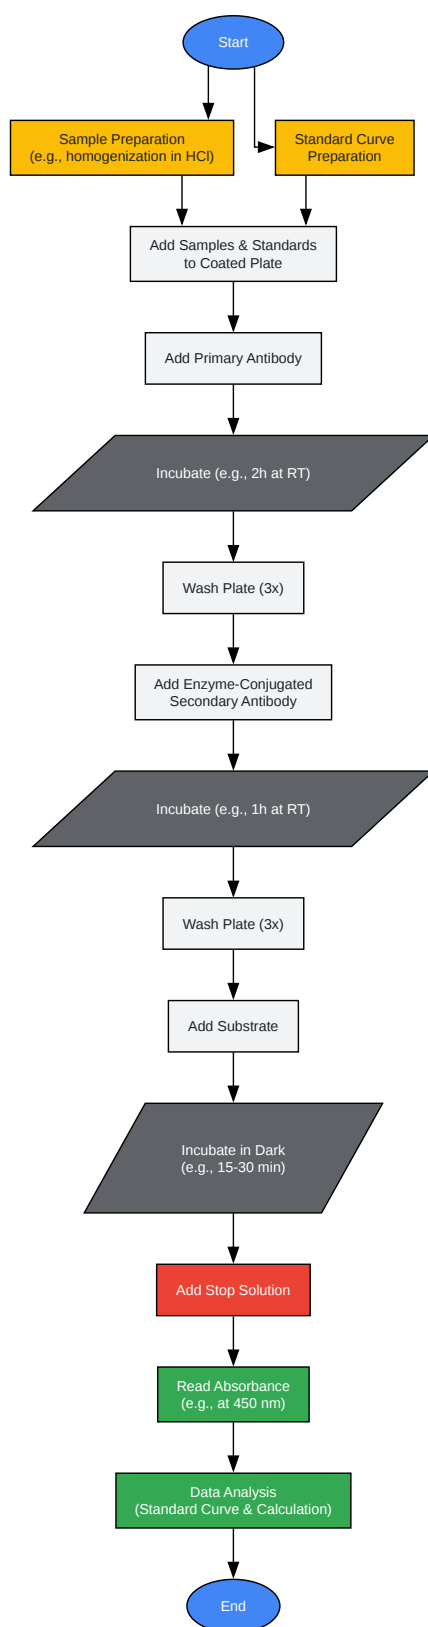 Start
Sample Preparation
(e.g., homogenization in HCl)
Standard Curve
Preparation
Add Samples & Standards
to Coated Plate
Add Primary Antibody
Incubate (e.g., 2h at RT)
Wash Plate (3x)
Add Enzyme-Conjugated
Secondary Antibody
Incubate (e.g., 1h at RT)
Wash Plate (3x)
Add Substrate
Incubate in Dark
(e.g., 15-30 min)
Add Stop Solution
Read Absorbance
(e.g., at 450 nm)
Data Analysis
(Standard Curve & Calculation)
End